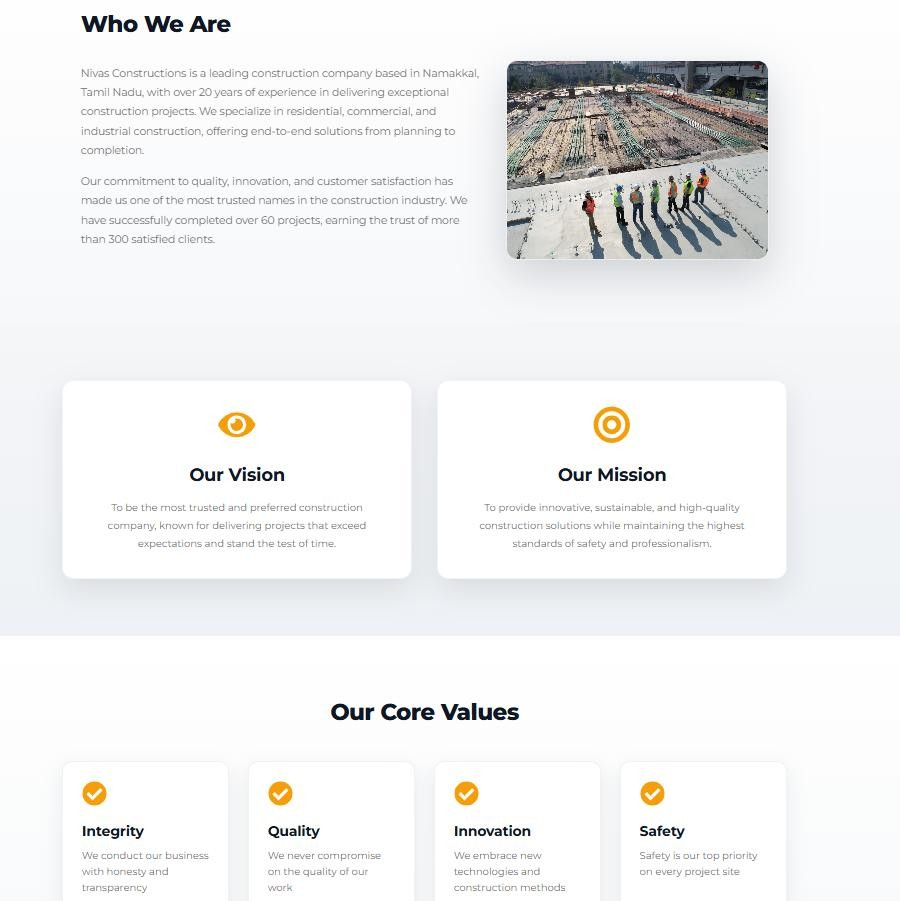 Who We Are
Nivas Constructions is a leading construction company based in Namakkal,
Tamil Nadu, with over 20 years of experience in delivering exceptional
construction projects. We specialize in residential, commercial, and
industrial construction, offering end-to-end solutions from planning to
completion.
Our commitment to quality, innovation, and customer satisfaction has
made us one of the most trusted names in the construction industry. We
have successfully completed over 60 projects, earning the trust of more
than 300 satisfied clients.
Our Vision
To be the most trusted and preferred construction
company, known for delivering projects that exceed
expectations and stand the test of time.
Our Mission
To provide innovative, sustainable, and high-quality
construction solutions while maintaining the highest
standards of safety and professionalism.
Our Core Values
Integrity
We conduct our business
with honesty and
transparency
Quality
We never compromise
on the quality of our
work
Innovation
We embrace new
technologies and
construction methods
Safety
Safety is our top priority
on every project site